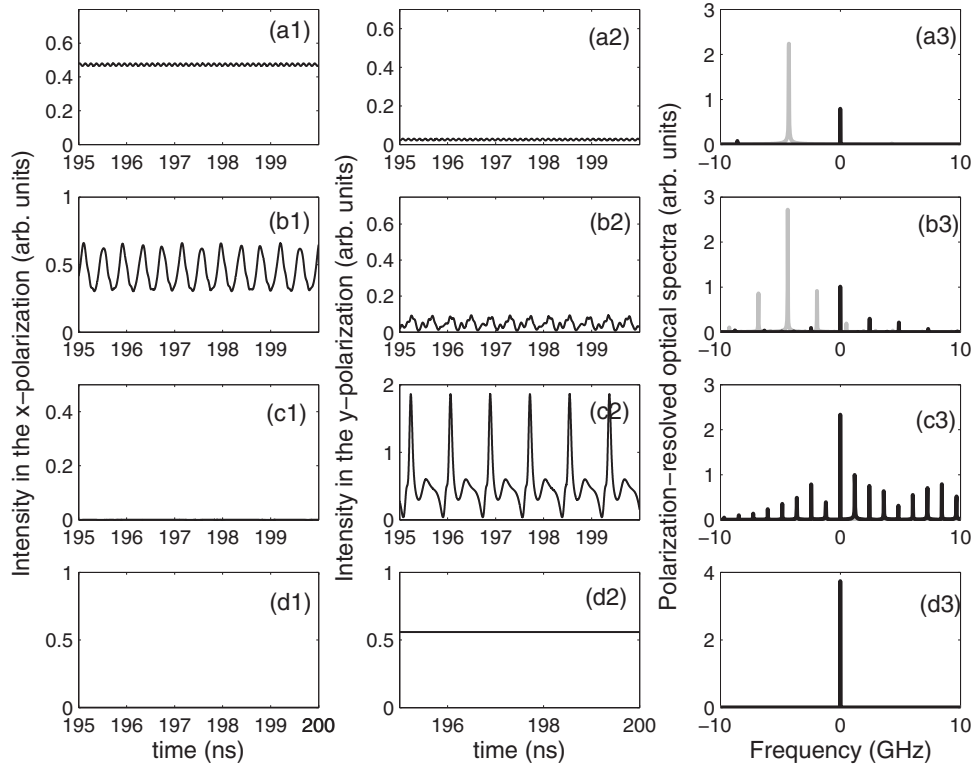 Intensity in the x−polarization (arb. units)
Intensity in the y−polarization (arb. units)
Polarization−resolved optical spectra (arb. units)
(a1)
0.6
0.4
0.2
0
195 196 197 198 199
(a2)
0.6
0.4
0.2
0
195 196 197 198 199
(a3)
3
2
1
0
−10 0 10
(b1)
1
0.5
0
195 196 197 198 199
(b2)
0.6
0.4
0.2
0
195 196 197 198 199
(b3)
3
2
1
0
−10 0 10
(c1)
0.4
0.2
0
195 196 197 198 199
(c2)
2
1
0
195 196 197 198 199
(c3)
3
2
1
0
−10 0 10
(d1)
1
0.5
0
195 196 197 198 199 200
time (ns)
(d2)
1
0.5
0
196 197 198 199 200
time (ns)
(d3)
4
2
0
−10 0 10
Frequency (GHz)